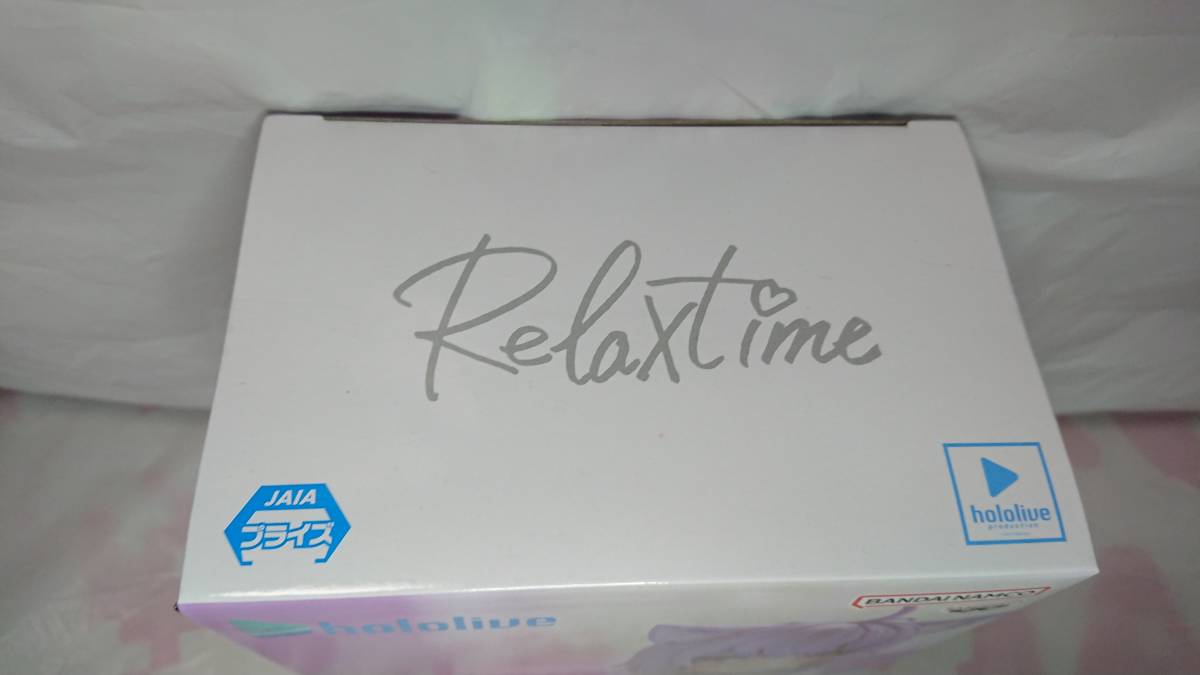 Relaxtime
JAIA
プライズ
hololive
production
hololive
BANDAI NAMCO